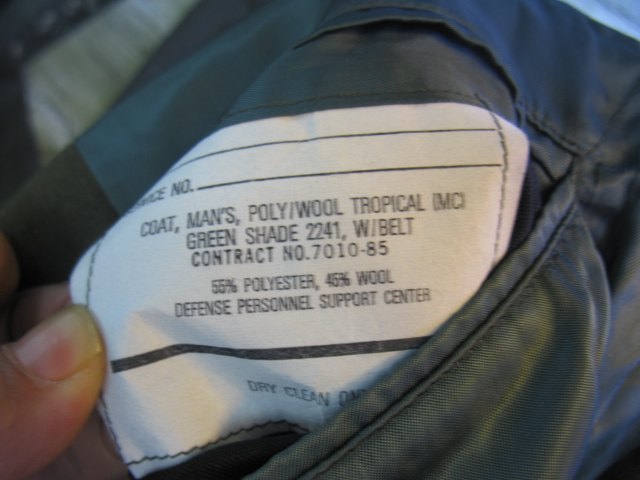 NO.
COAT, MAN'S, POLY/WOOL TROPICAL (MC)
GREEN SHADE 2241, W/BELT
CONTRACT NO.7010-85
55% POLYESTER, 45% WOOL
DEFENSE PERSONNEL SUPPORT CENTER
DRY CLEAN